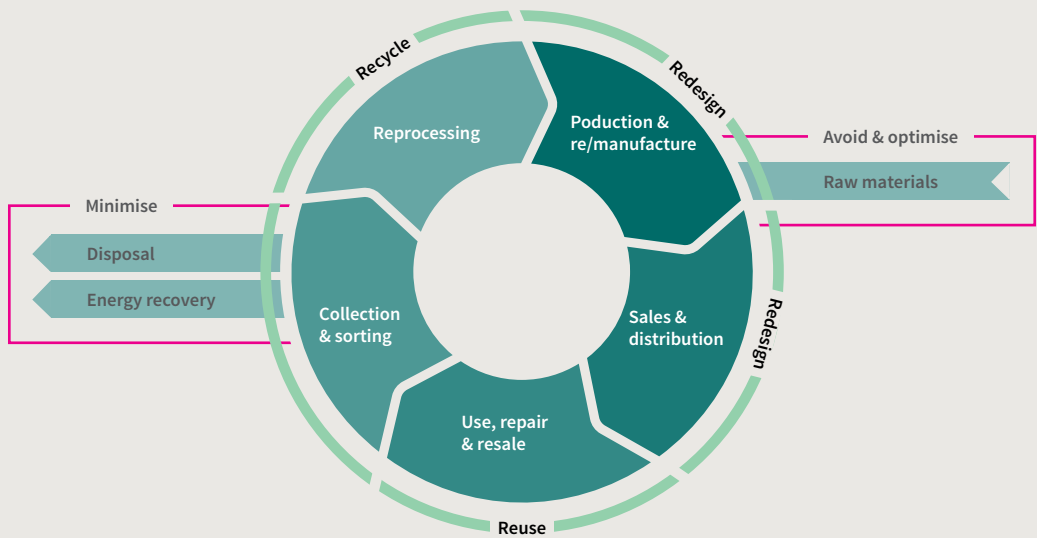 Recycle
Redesign
Reprocessing
Poduction &
re/manufacture
Avoid & optimise
Raw materials
Minimise
Disposal
Energy recovery
Collection
& sorting
Sales &
distribution
Redesign
Use, repair
& resale
Reuse